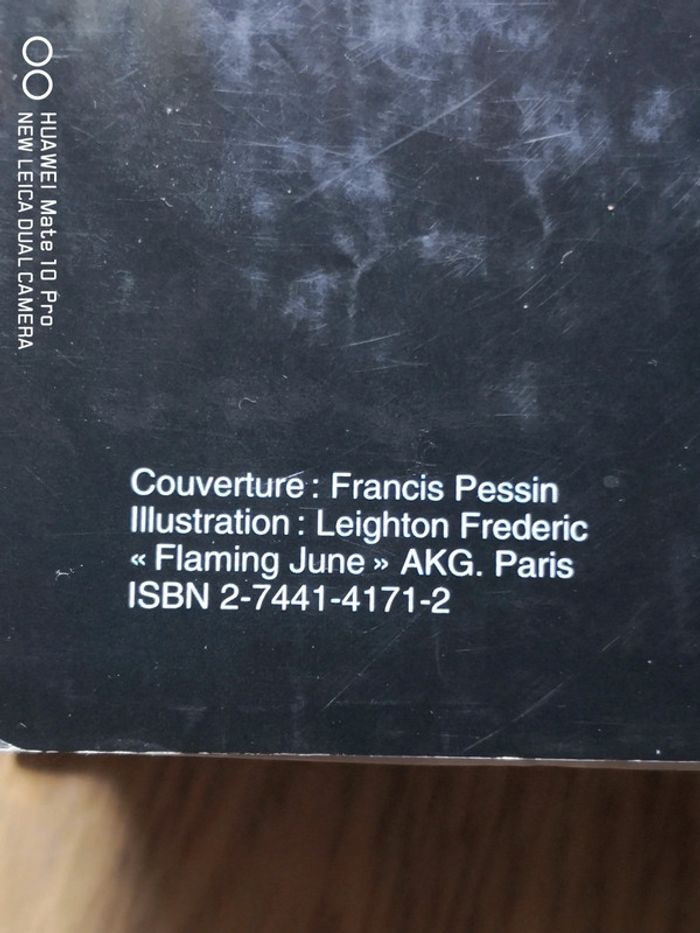 HUAWEI Mate 10 Pro
NEW LEICA DUAL CAMERA
Couverture : Francis Pessin
Illustration : Leighton Frederic
« Flaming June » AKG. Paris
ISBN 2-7441-4171-2